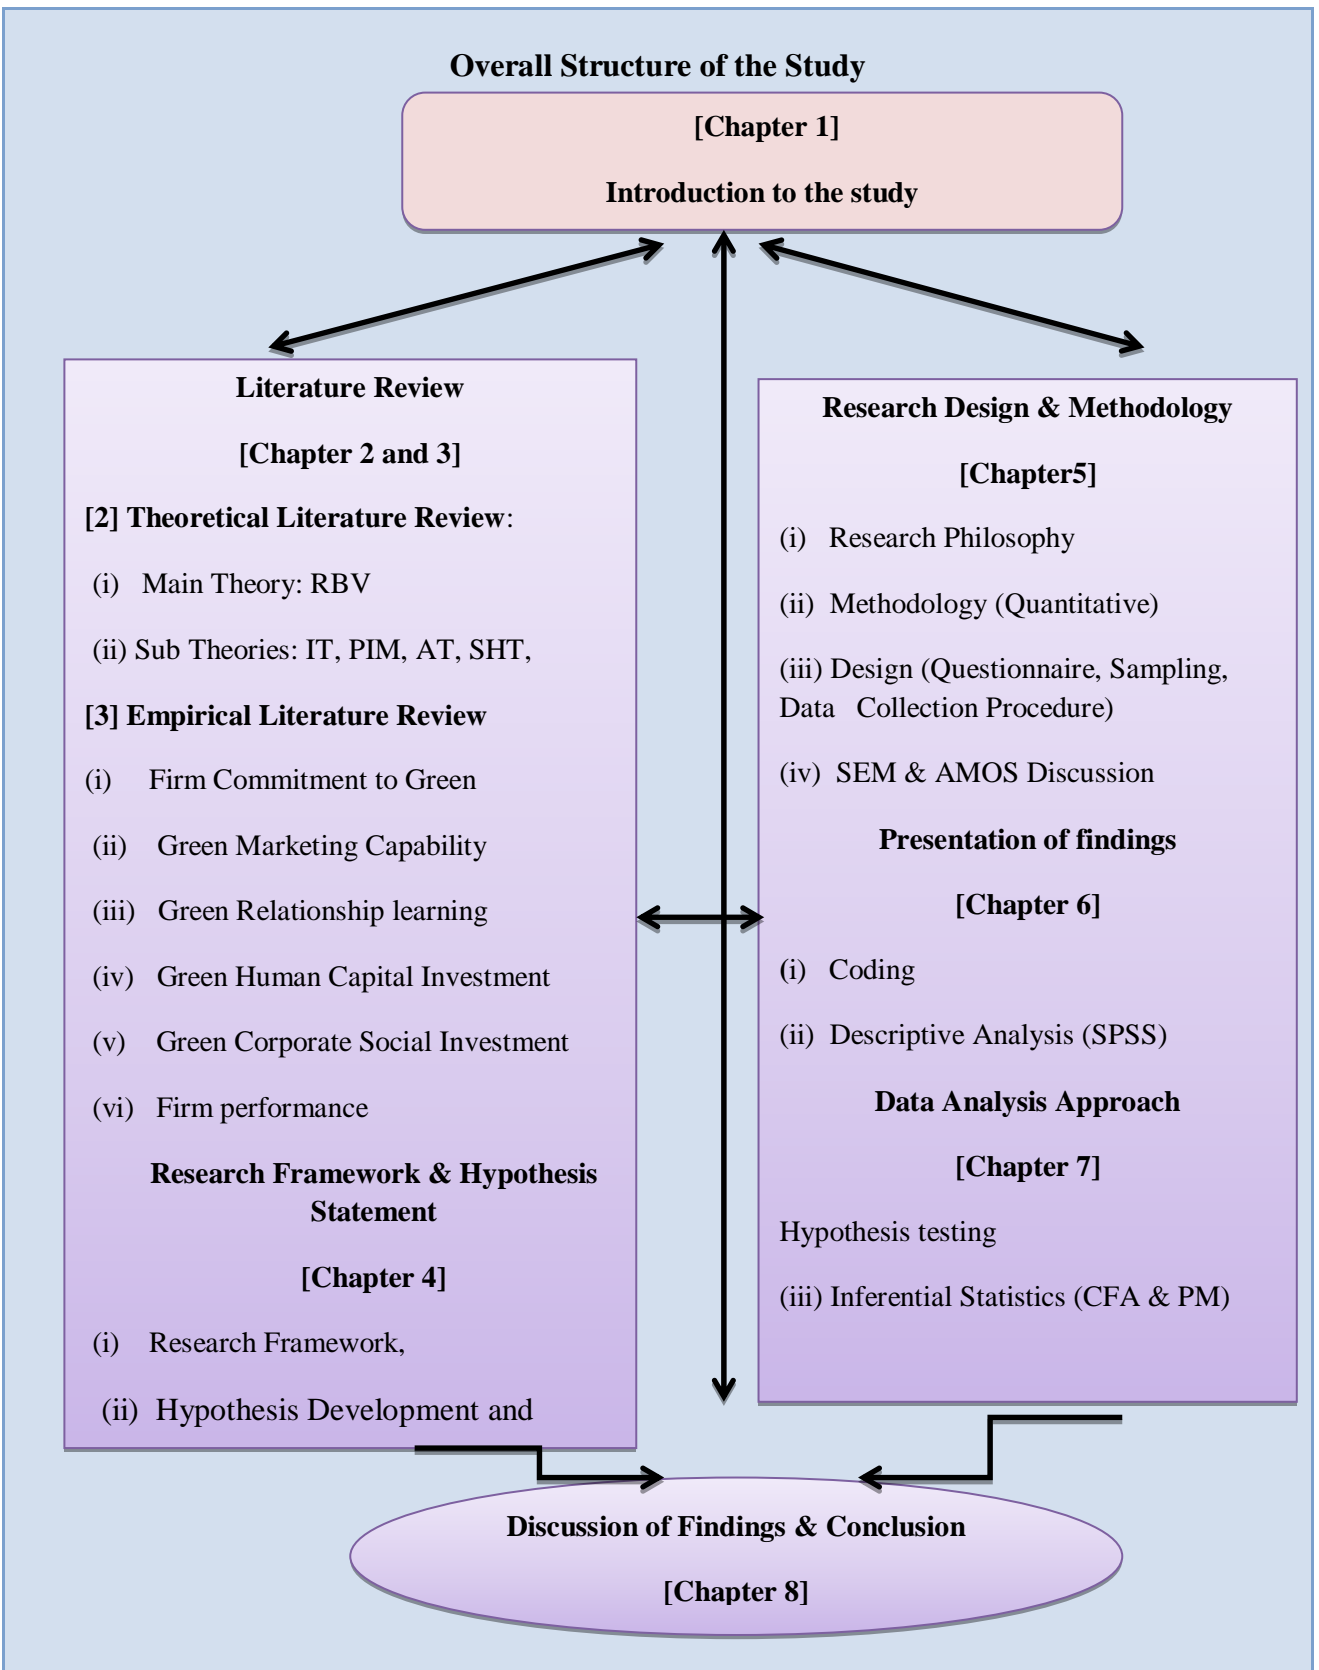 Overall Structure of the Study
[Chapter 1]
Introduction to the study
Literature Review
[Chapter 2 and 3]
[2] Theoretical Literature Review:
(i) Main Theory: RBV
(ii) Sub Theories: IT, PIM, AT, SHT,
[3] Empirical Literature Review
(i) Firm Commitment to Green
(ii) Green Marketing Capability
(iii) Green Relationship learning
(iv) Green Human Capital Investment
(v) Green Corporate Social Investment
(vi) Firm performance
Research Framework & Hypothesis
Statement
[Chapter 4]
(i) Research Framework,
(ii) Hypothesis Development and
Research Design & Methodology
[Chapter5]
(i) Research Philosophy
(ii) Methodology (Quantitative)
(iii) Design (Questionnaire, Sampling,
Data Collection Procedure)
(iv) SEM & AMOS Discussion
Presentation of findings
[Chapter 6]
(i) Coding
(ii) Descriptive Analysis (SPSS)
Data Analysis Approach
[Chapter 7]
Hypothesis testing
(iii) Inferential Statistics (CFA & PM)
Discussion of Findings & Conclusion
[Chapter 8]